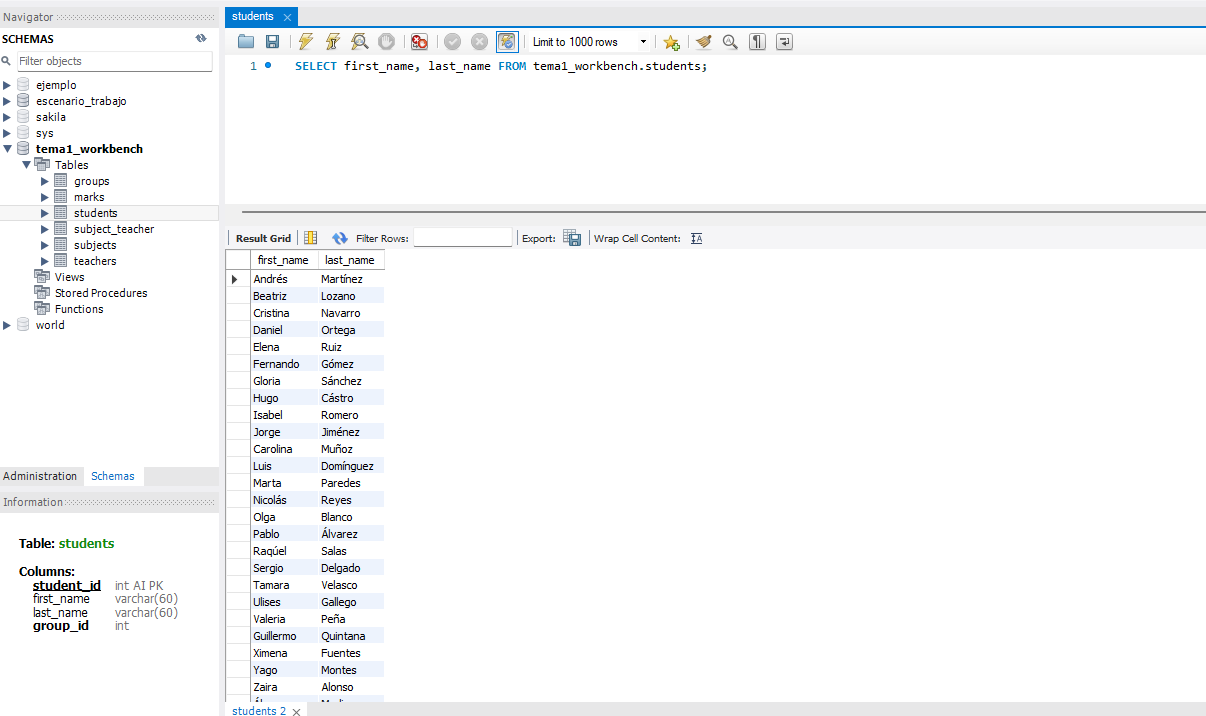 Navigator
SCHEMAS
Filter objects
ejemplo
escenario_trabajo
sakila
sys
tema1_workbench
Tables
groups
marks
students
subject_teacher
subjects
teachers
Views
Stored Procedures
Functions
world
Administration Schemas
Information
Table: students
Columns:
student_id int AI PK
first_name varchar(60)
last_name varchar(60)
group_id int
students
Limit to 1000 rows
1 SELECT first_name, last_name FROM tema1_workbench.students;
Result Grid Filter Rows: Export: Wrap Cell Content:
first_name last_name
Andrés Martínez
Beatriz Lozano
Cristina Navarro
Daniel Ortega
Elena Ruiz
Fernando Gómez
Gloria Sánchez
Hugo Cástro
Isabel Romero
Jorge Jiménez
Carolina Muñoz
Luis Domínguez
Marta Paredes
Nicolás Reyes
Olga Blanco
Pablo Álvarez
Raqúel Salas
Sergio Delgado
Tamara Velasco
Ulises Gallego
Valeria Peña
Guillermo Quintana
Ximena Fuentes
Yago Montes
Zaira Alonso
students 2